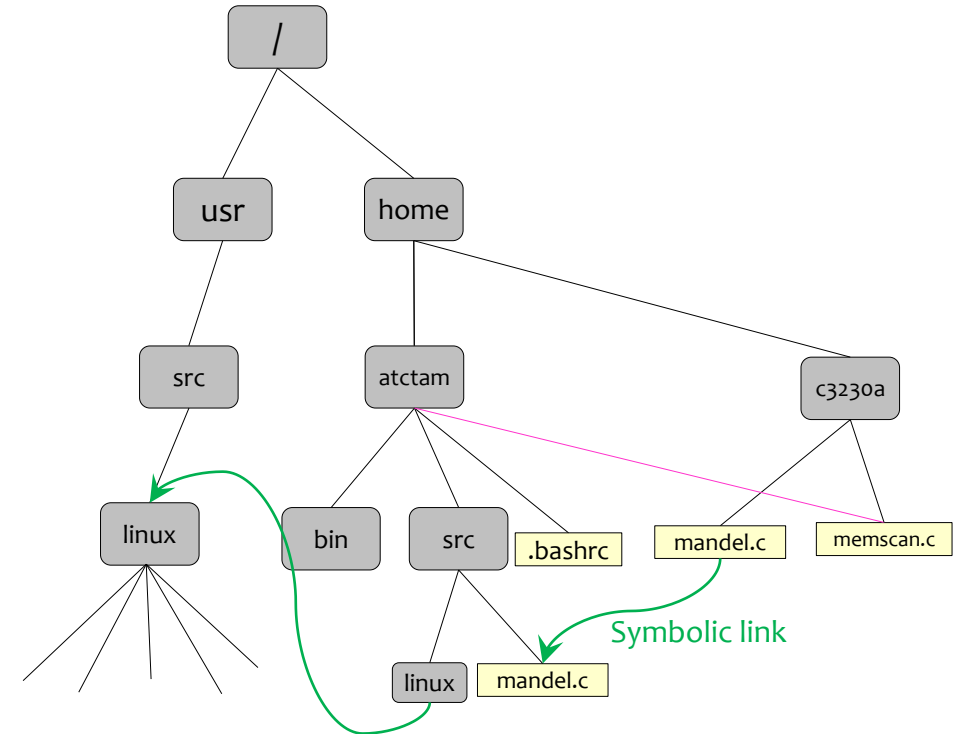 /
usr
home
src
atctam
c3230a
linux
bin
src
.bashrc
mandel.c
memscan.c
Symbolic link
linux
mandel.c